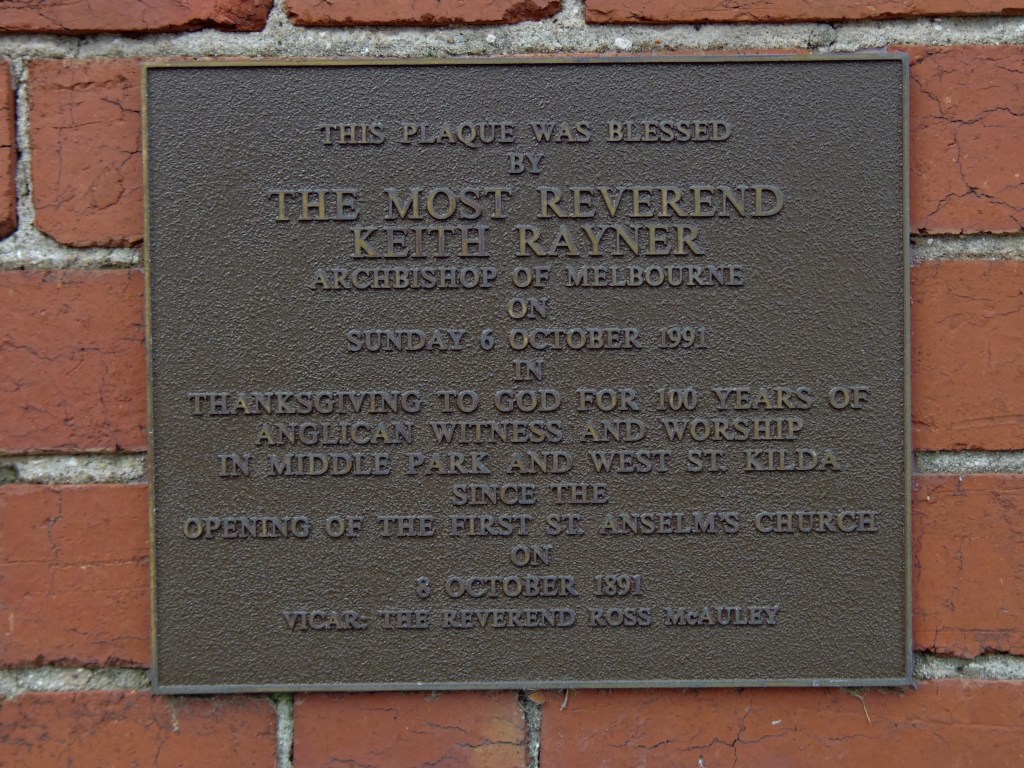 THIS PLAQUE WAS BLESSED
BY
THE MOST REVEREND
KEITH RAYNER
ARCHBISHOP OF MELBOURNE
ON
SUNDAY 6 OCTOBER 1991
IN
THANKSGIVING TO GOD FOR 100 YEARS OF
ANGLICAN WITNESS AND WORSHIP
IN MIDDLE PARK AND WEST ST. KILDA
SINCE THE
OPENING OF THE FIRST ST. ANSELM'S CHURCH
ON
8 OCTOBER 1891
VICAR: THE REVEREND ROSS McAULEY